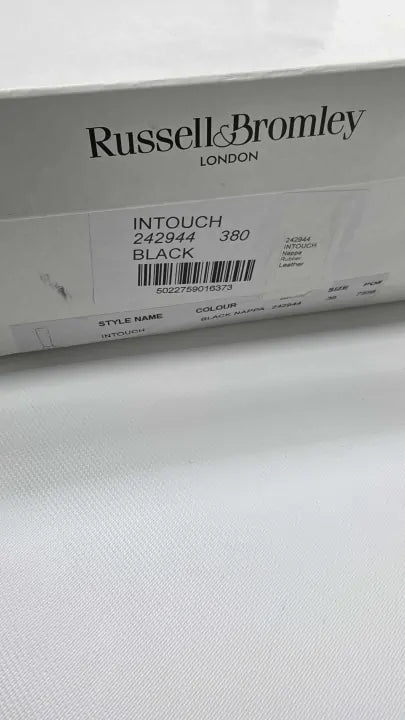 Russell&Bromley
LONDON
INTOUCH
242944 380
BLACK
5022759016373
242944
INTOUCH
Nappa
Rubber
Leather
STYLE NAME COLOUR SIZE
INTOUCH BLACK NAPPA 242944